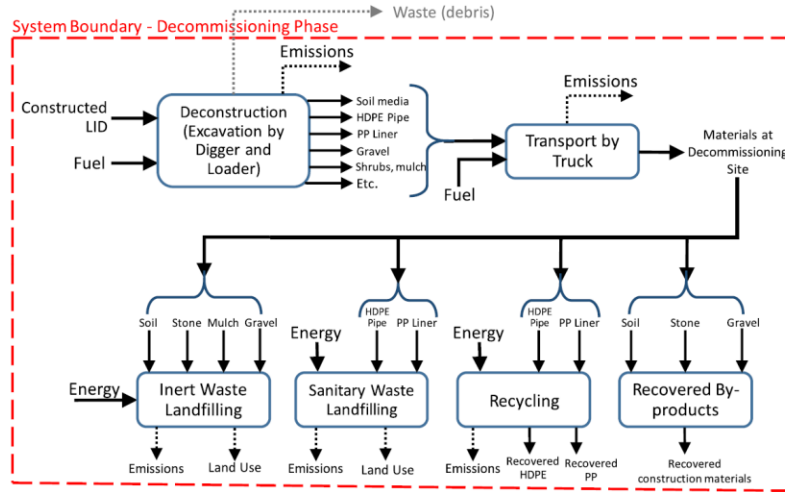 Waste (debris)
System Boundary - Decommissioning Phase
Emissions
Emissions
Constructed
LID
Fuel
Deconstruction
(Excavation by
Digger and
Loader)
Soil media
HDPE Pipe
PP Liner
Gravel
Shrubs, mulch
Etc.
Fuel
Transport by
Truck
Materials at
Decommissioning
Site
Soil
Stone
Mulch
Gravel
Energy
Inert Waste
Landfilling
Emissions
Land Use
Energy
HDPE
Pipe
PP Liner
Sanitary Waste
Landfilling
Emissions
Land Use
Energy
HDPE
Pipe
PP Liner
Recycling
Emissions
Recovered
HDPE
Recovered
PP
Soil
Stone
Gravel
Recovered By-
products
Recovered
construction materials